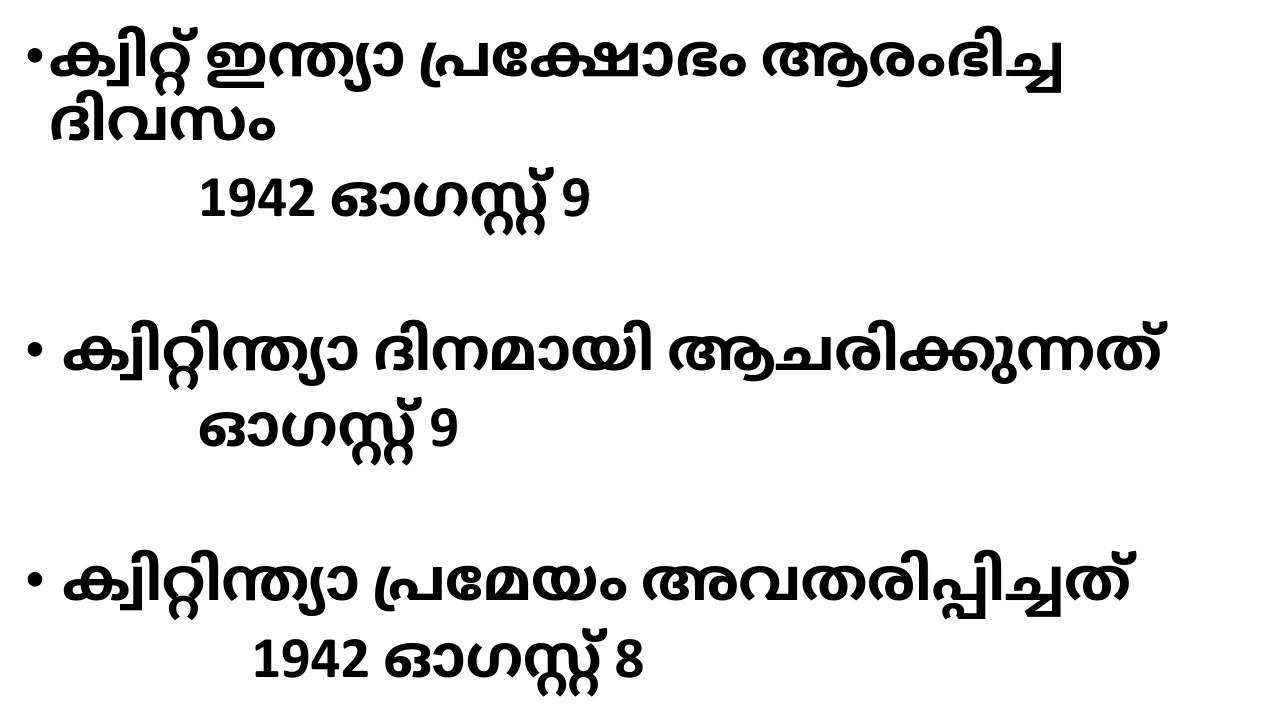 •ക്വിറ്റ് ഇന്ത്യാ പ്രക്ഷോഭം ആരംഭിച്ച
ദിവസം
1942 ഓഗസ്റ്റ് 9
• ക്വിറ്റിന്ത്യാ ദിനമായി ആചരിക്കുന്നത്
ഓഗസ്റ്റ് 9
• ക്വിറ്റിന്ത്യാ പ്രമേയം അവതരിപ്പിച്ചത്
1942 ഓഗസ്റ്റ് 8